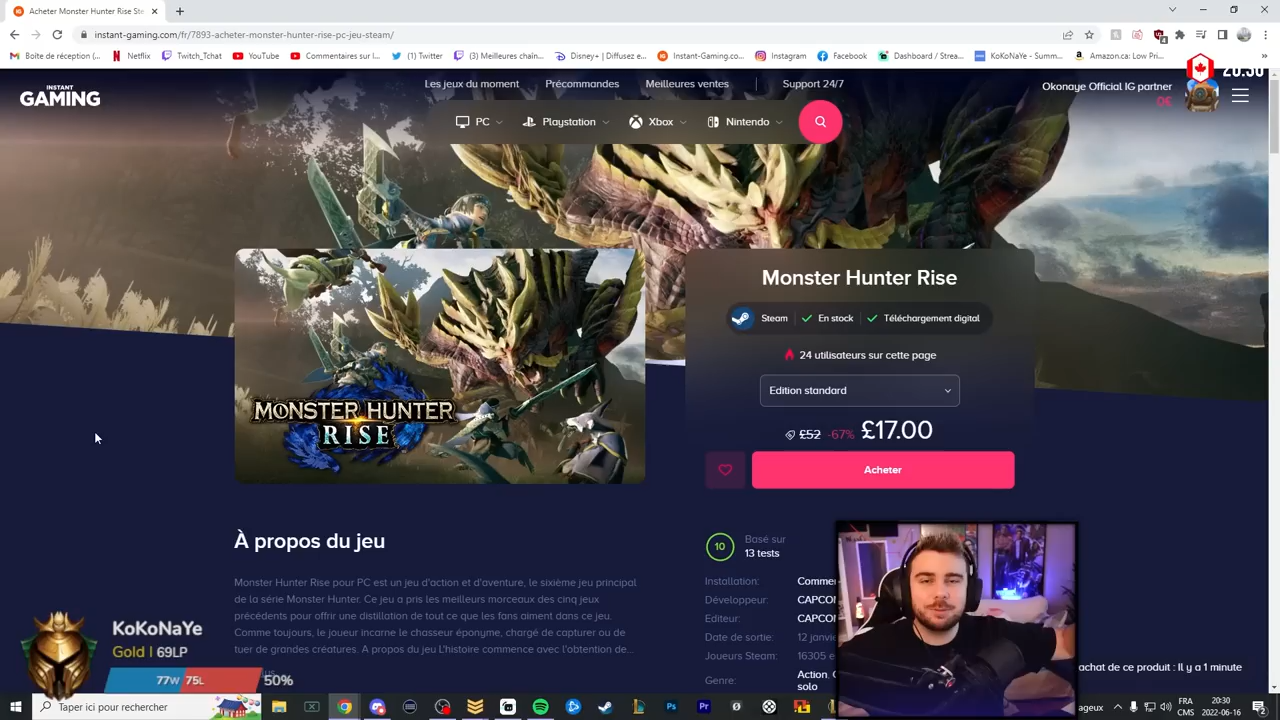 Acheter Monster Hunter Rise Ste
instant-gaming.com/fr/7893-acheter-monster-hunter-rise-pc-jeu-steam/
Boîte de réception (...
Netflix
Twitch_Tchat
YouTube
Commentaires sur l...
(1) Twitter
(3) Meilleures chaîn...
Disney+ | Diffusez e...
Instant-Gaming.co...
Instagram
Facebook
Dashboard / Strea...
KoKoNaYe - Summ...
Amazon.ca: Low Pri...
INSTANT
GAMING
Les jeux du moment
Précommandes
Meilleures ventes
Support 24/7
PC
Playstation
Xbox
Nintendo
Okonaye Official IG partner
0€
20:30
MONSTER HUNTER
RISE
Monster Hunter Rise
Steam
En stock
Téléchargement digital
24 utilisateurs sur cette page
Edition standard
£52 -67% £17.00
Acheter
À propos du jeu
Monster Hunter Rise pour PC est un jeu d'action et d'aventure, le sixième jeu principal
de la série Monster Hunter. Ce jeu a pris les meilleurs morceaux des cinq jeux
précédents pour offrir une distillation de tout ce que les fans aiment dans ce jeu.
Comme toujours, le joueur incarne le chasseur éponyme, chargé de capturer ou de
tuer de grandes créatures. A propos du jeu L'histoire commence avec l'obtention de...
10
Basé sur
13 tests
Installation: Comme
Développeur: CAPCO
Editeur: CAPCO
Date de sortie: 12 janvi
Joueurs Steam: 16305 e
Genre: Action,
solo
achat de ce produit : Il y a 1 minute
KoKoNaYe
Gold I 69LP
77W 75L 50%
Taper ici pour rechercher
ageux
FRA
CMS
20:30
2022-06-16